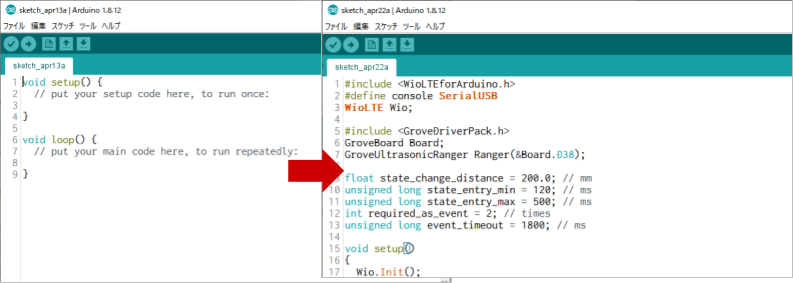 sketch_apr13a | Arduino 1.8.12
ファイル 編集 スケッチ ツール ヘルプ
sketch_apr13a
1 void setup() {
2   // put your setup code here, to run once:
3
4 }
5
6 void loop() {
7   // put your main code here, to run repeatedly:
8
9 }
sketch_apr22a | Arduino 1.8.12
ファイル 編集 スケッチ ツール ヘルプ
sketch_apr22a
1 #include <WioLTEforArduino.h>
2 #define console SerialUSB
3 WioLTE Wio;
4
5 #include <GroveDriverPack.h>
6 GroveBoard Board;
7 GroveUltrasonicRanger Ranger(&Board.D38);
float state_change_distance = 200.0; // mm
10 unsigned long state_entry_min = 120; // ms
11 unsigned long state_entry_max = 500; // ms
12 int required_as_event = 2; // times
13 unsigned long event_timeout = 1800; // ms
14
15 void setup()
16 {
17   Wio.Init();